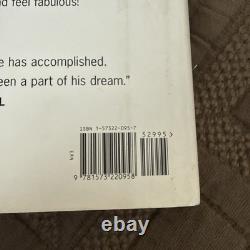 d feel fabulous!
e has accomplished.
een a part of his dream."
L
ISBN 1-57322-095-7
52995
9 781573 220958